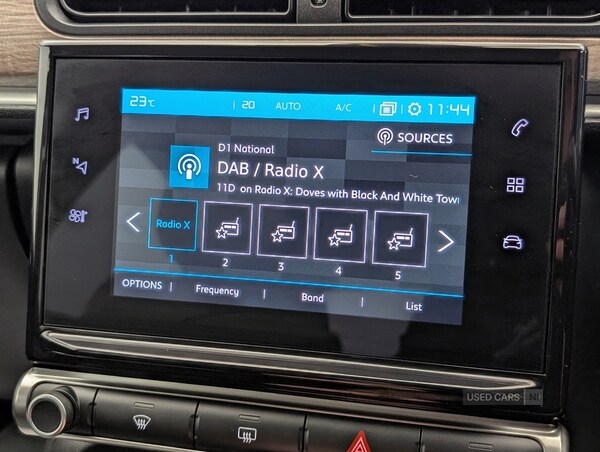 23°C | 20 AUTO A/C | 11:44
SOURCES
D1 National
DAB / Radio X
11D on Radio X: Doves with Black And White Tow
Radio X
1 2 3 4 5
OPTIONS | Frequency | Band | List
N
USED CARS NI